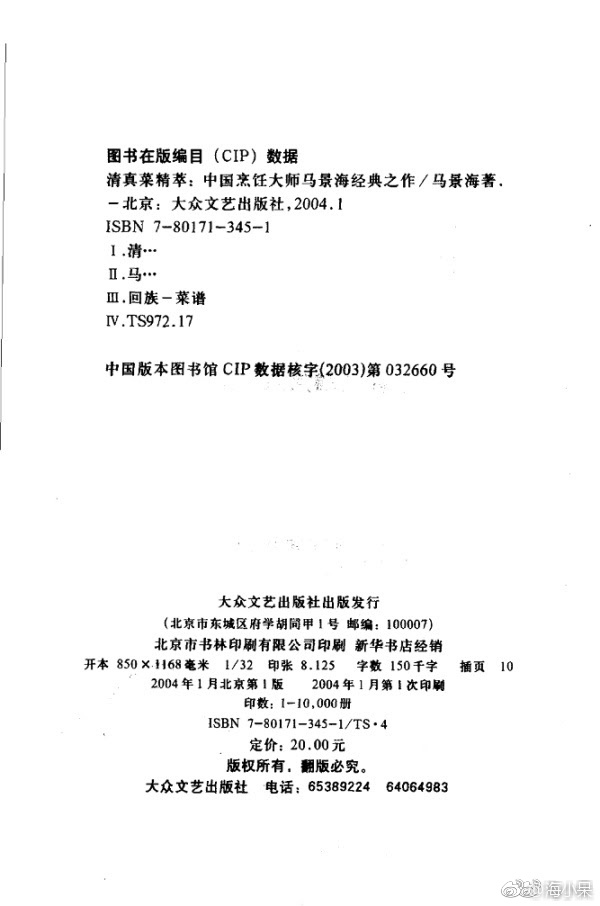 图书在版编目(CIP)数据
清真菜精萃:中国烹饪大师马景海经典之作/马景海著.
-北京:大众文艺出版社,2004.1
ISBN 7-80171-345-1
Ⅰ.清…
Ⅱ.马…
Ⅲ.回族-菜谱
Ⅳ.TS972.17
中国版本图书馆CIP数据核字(2003)第032660号
大众文艺出版社出版发行
(北京市东城区府学胡同甲1号 邮编:100007)
北京市书林印刷有限公司印刷 新华书店经销
开本 850×1168毫米 1/32 印张 8.125 字数 150千字 插页 10
2004年1月北京第1版 2004年1月第1次印刷
印数:1-10,000册
ISBN 7-80171-345-1/TS·4
定价:20.00元
版权所有,翻版必究。
大众文艺出版社 电话:65389224 64064983
海小呆